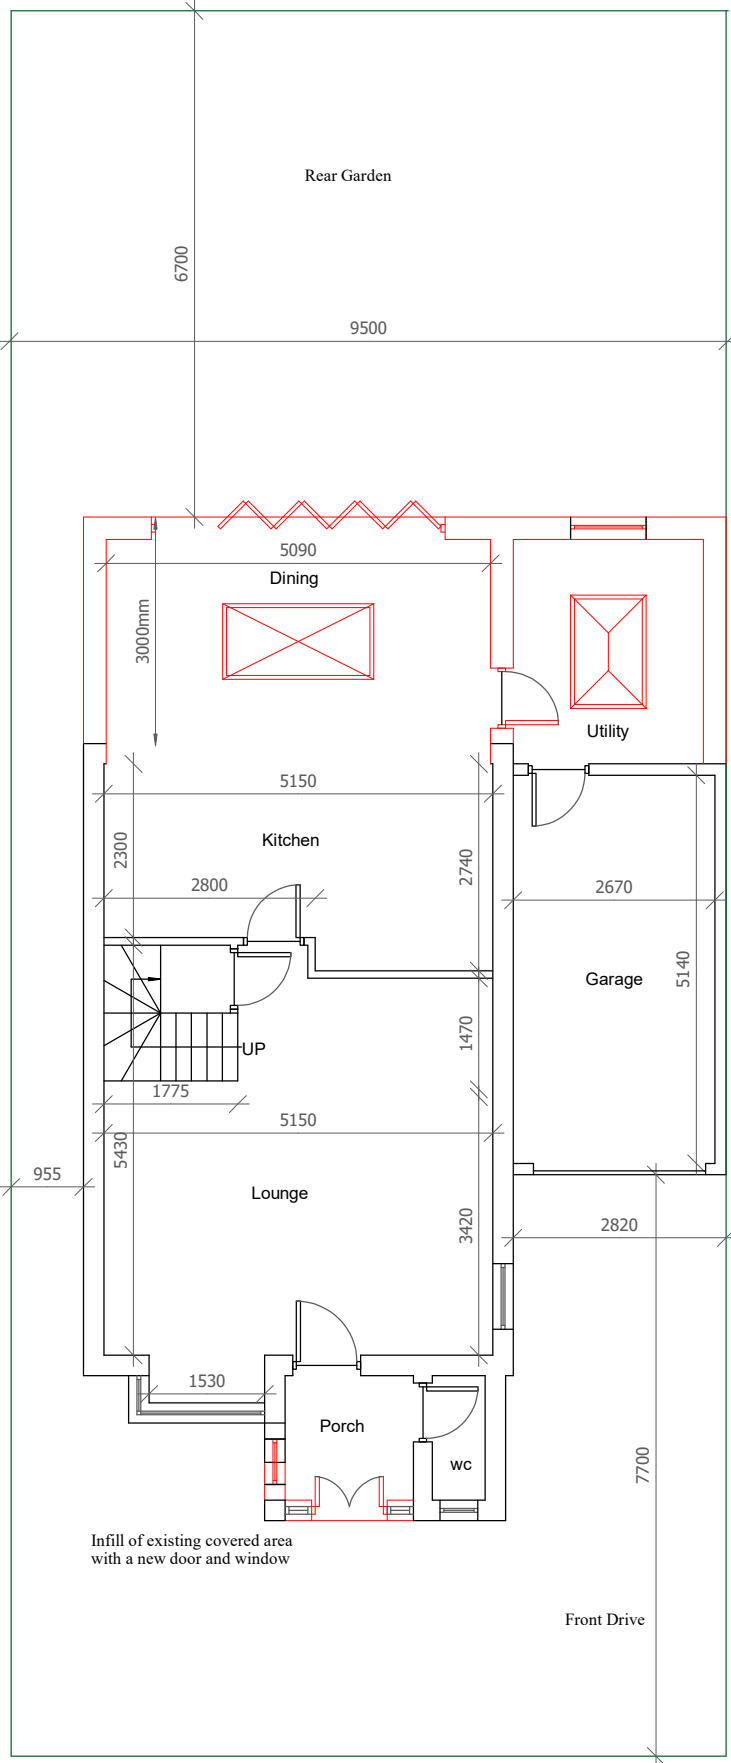 Rear Garden
6700
9500
5090
Dining
3000mm
Utility
5150
2300
Kitchen
2740
2800
2670
Garage
5140
1470
UP
1775
5150
5430
955
Lounge
3420
2820
1530
Porch
wc
7700
Infill of existing covered area
with a new door and window
Front Drive